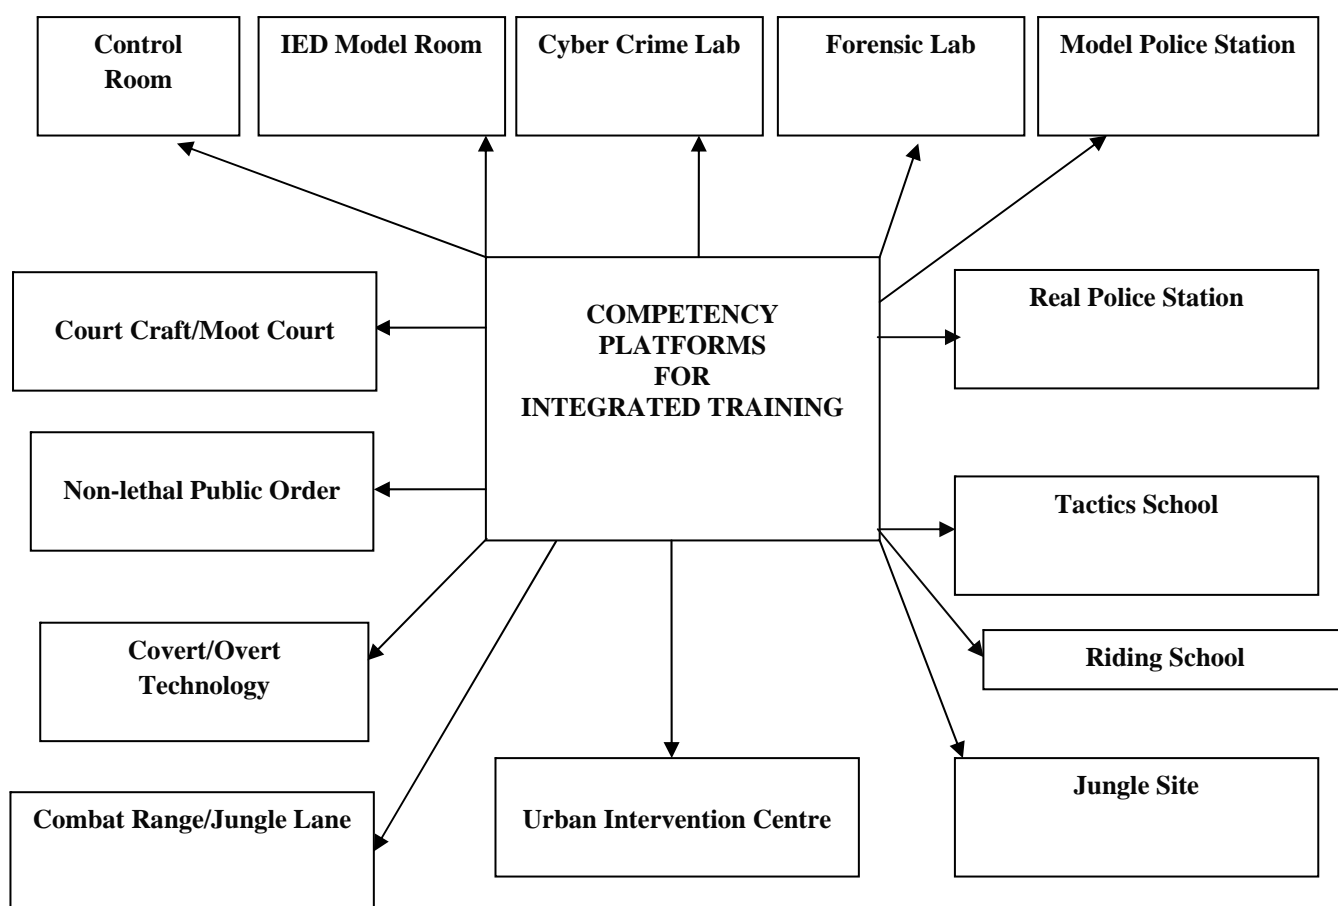 Control
Room
IED Model Room
Cyber Crime Lab
Forensic Lab
Model Police Station
COMPETENCY
PLATFORMS
FOR
INTEGRATED TRAINING
Court Craft/Moot Court
Real Police Station
Non-lethal Public Order
Tactics School
Covert/Overt
Technology
Riding School
Combat Range/Jungle Lane
Urban Intervention Centre
Jungle Site